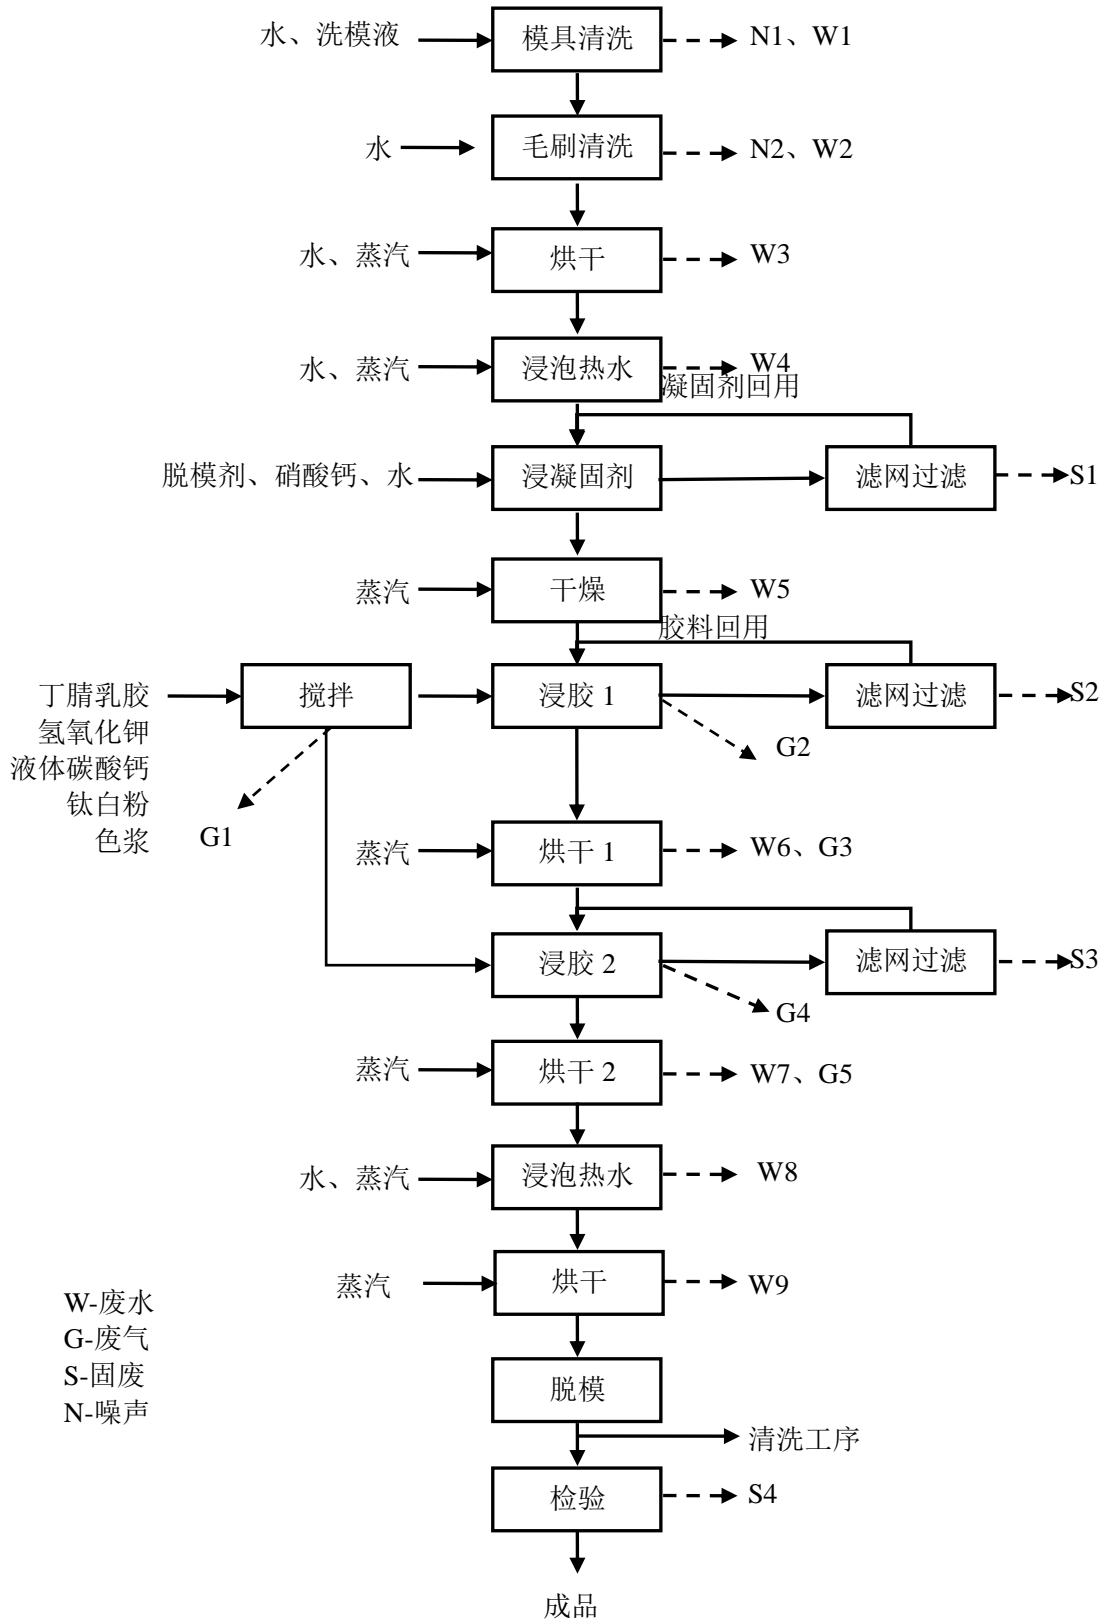 水、洗模液
模具清洗
N1、W1
水
毛刷清洗
N2、W2
水、蒸汽
烘干
W3
水、蒸汽
浸泡热水
W4
凝固剂回用
脱模剂、硝酸钙、水
浸凝固剂
滤网过滤
S1
蒸汽
干燥
W5
胶料回用
丁腈乳胶
氢氧化钾
液体碳酸钙
钛白粉
色浆
搅拌
浸胶 1
滤网过滤
S2
G2
G1
蒸汽
烘干 1
W6、G3
浸胶 2
滤网过滤
S3
G4
蒸汽
烘干 2
W7、G5
水、蒸汽
浸泡热水
W8
蒸汽
烘干
W9
W-废水
G-废气
S-固废
N-噪声
脱模
清洗工序
检验
S4
成品